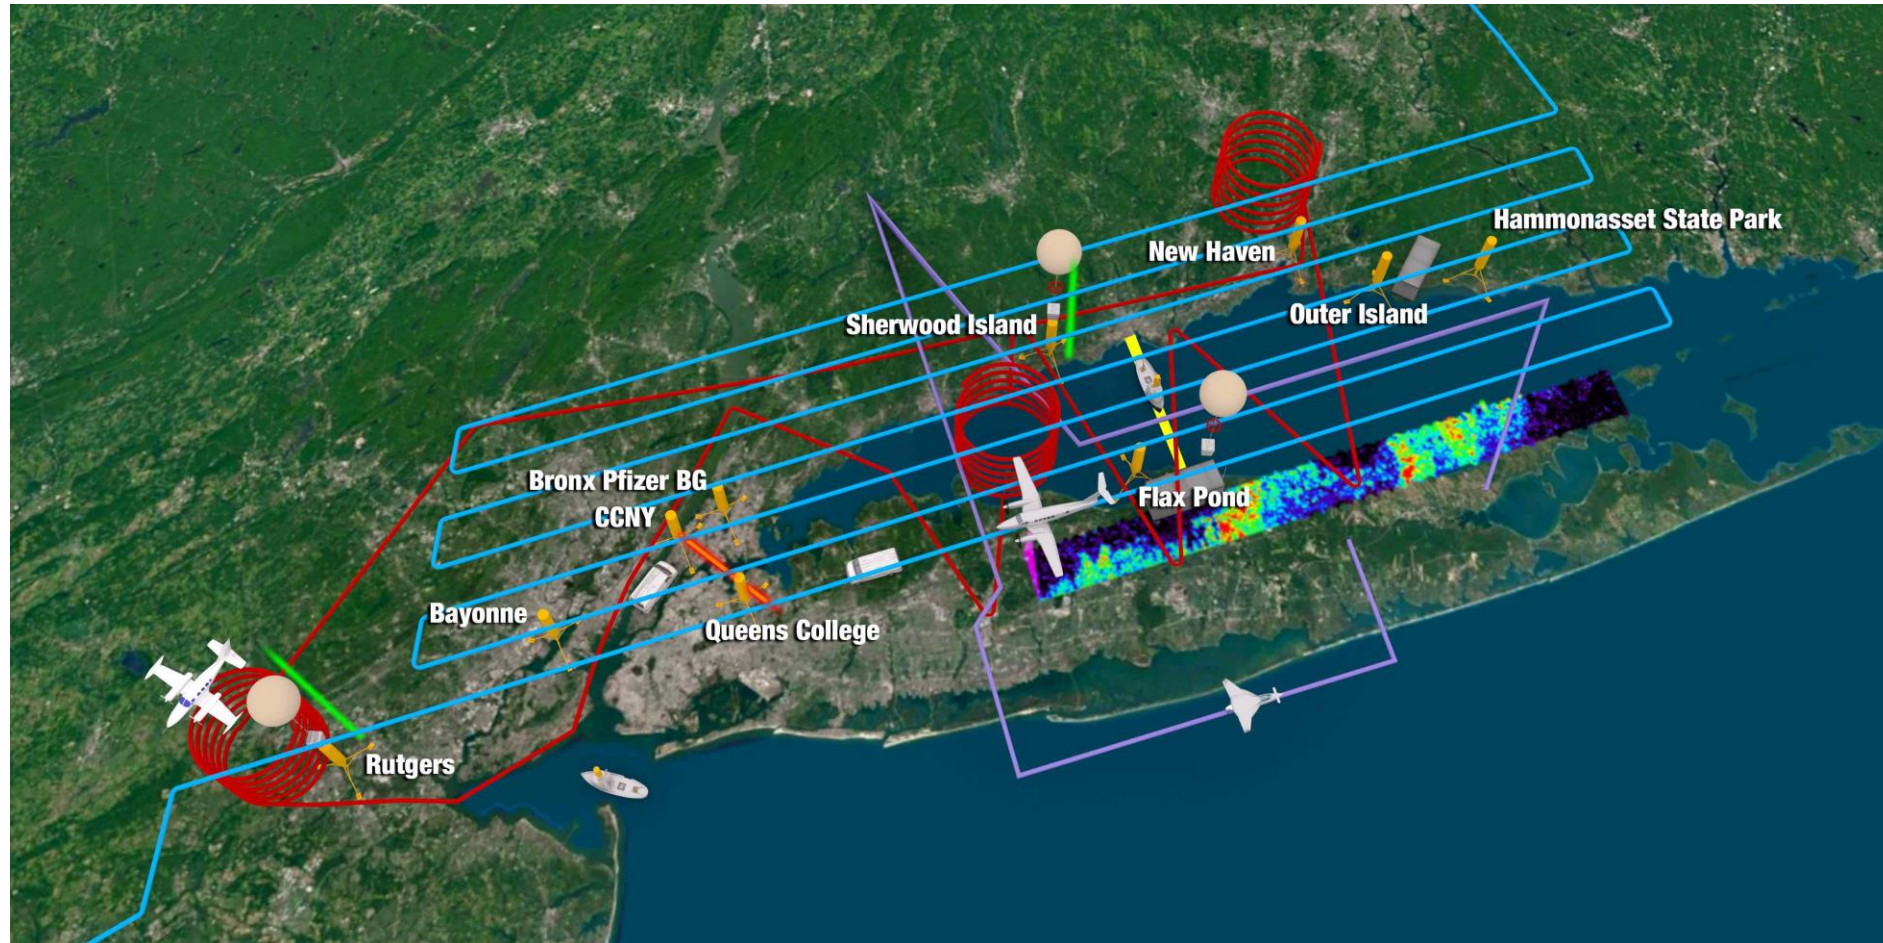 Hammonasset State Park
New Haven
Outer Island
Sherwood Island
Bronx Pfizer BG
CCNY
Flax Pond
Bayonne
Queens College
Rutgers